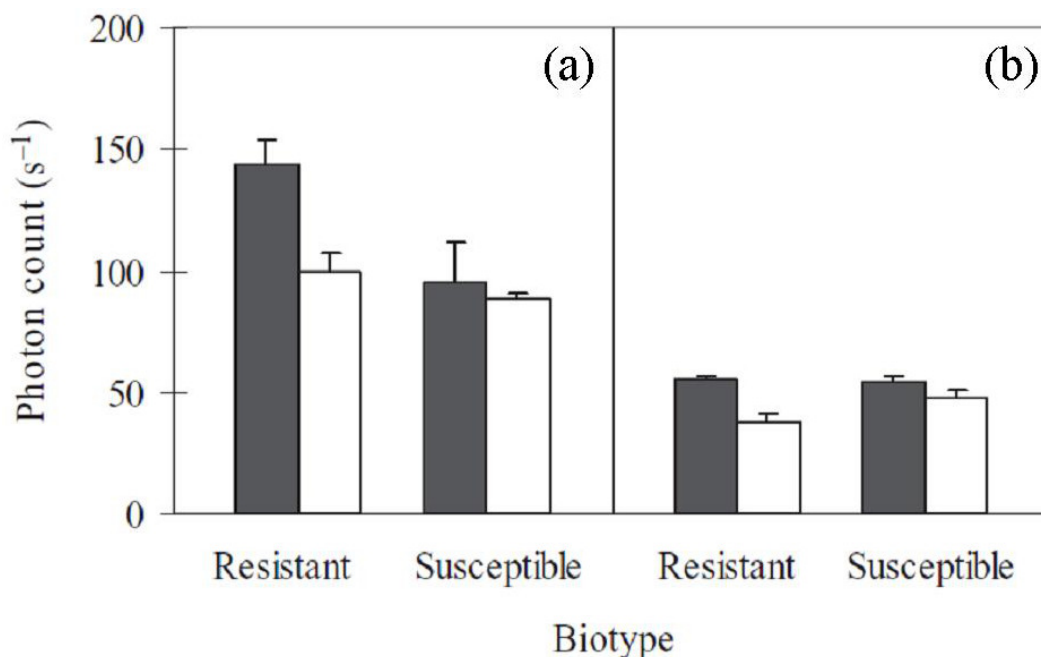 Photon count (s⁻¹)
200
150
100
50
0
(a)
(b)
Resistant Susceptible Resistant Susceptible
Biotype